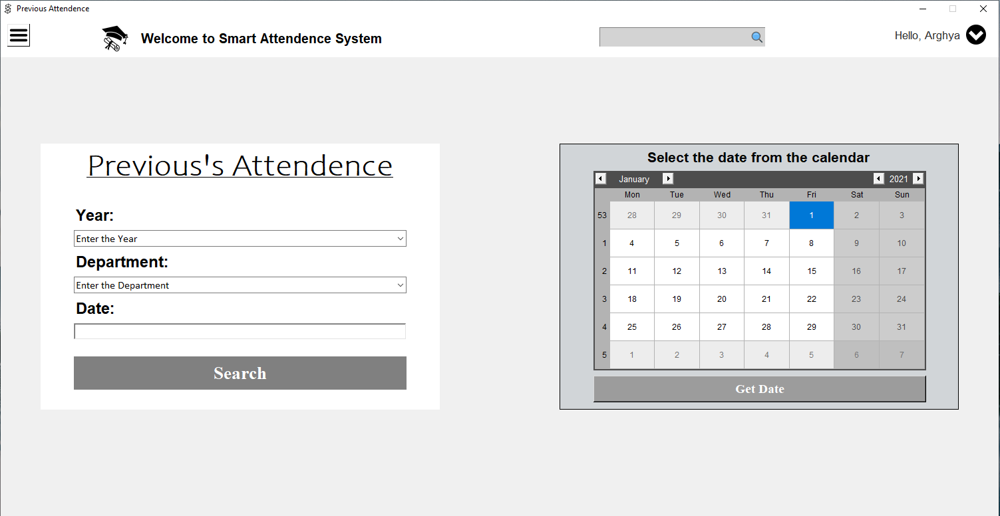 Previous Attendence
Welcome to Smart Attendence System
Hello, Arghya
Previous's Attendence
Year:
Enter the Year
Department:
Enter the Department
Date:
Search
Select the date from the calendar
January 2021
Mon Tue Wed Thu Fri Sat Sun
53 28 29 30 31 1 2 3
1 4 5 6 7 8 9 10
2 11 12 13 14 15 16 17
3 18 19 20 21 22 23 24
4 25 26 27 28 29 30 31
5 1 2 3 4 5 6 7
Get Date